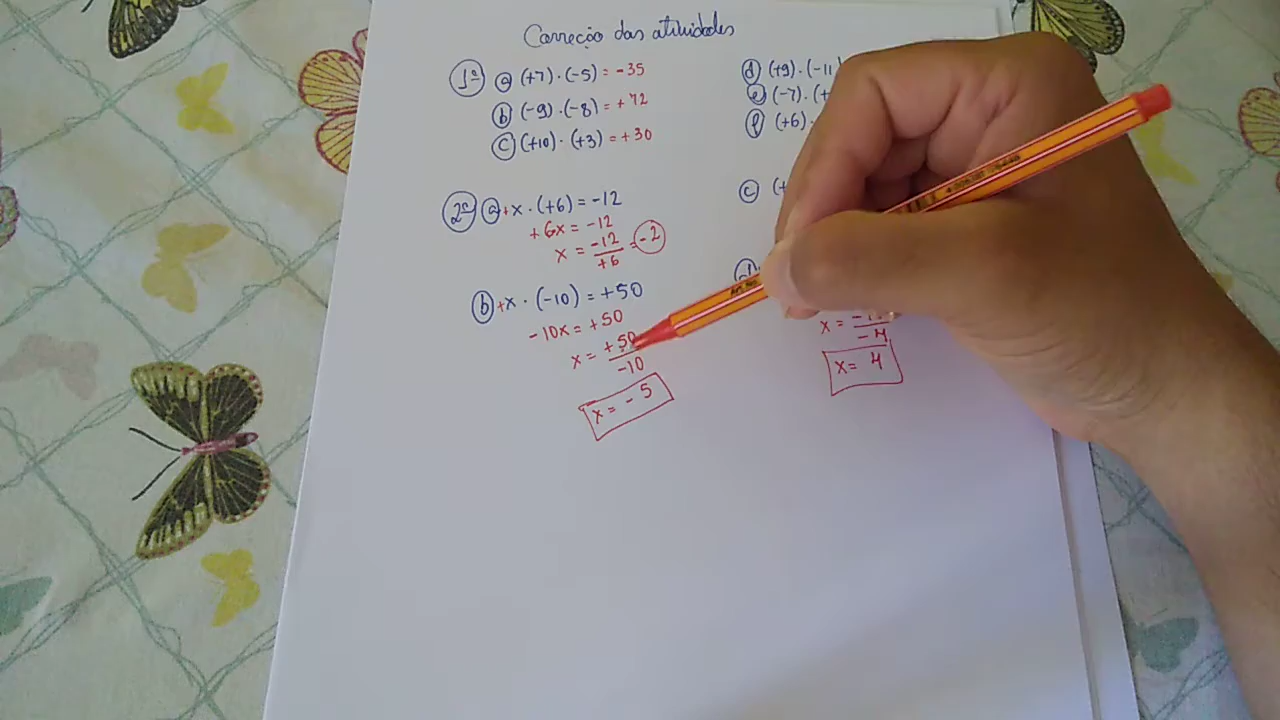 Correção das atividades
1º a (+7) · (-5) = -35
b (-9) · (-8) = +72
c (+10) · (+3) = +30
d (+9) · (-11)
e (-7) · (+
f (+6) ·
2º a +x · (+6) = -12
+6x = -12
x = -12/+6 = -2
b +x · (-10) = +50
-10x = +50
x = +50/-10
x = -5
c (+
d
x = 4